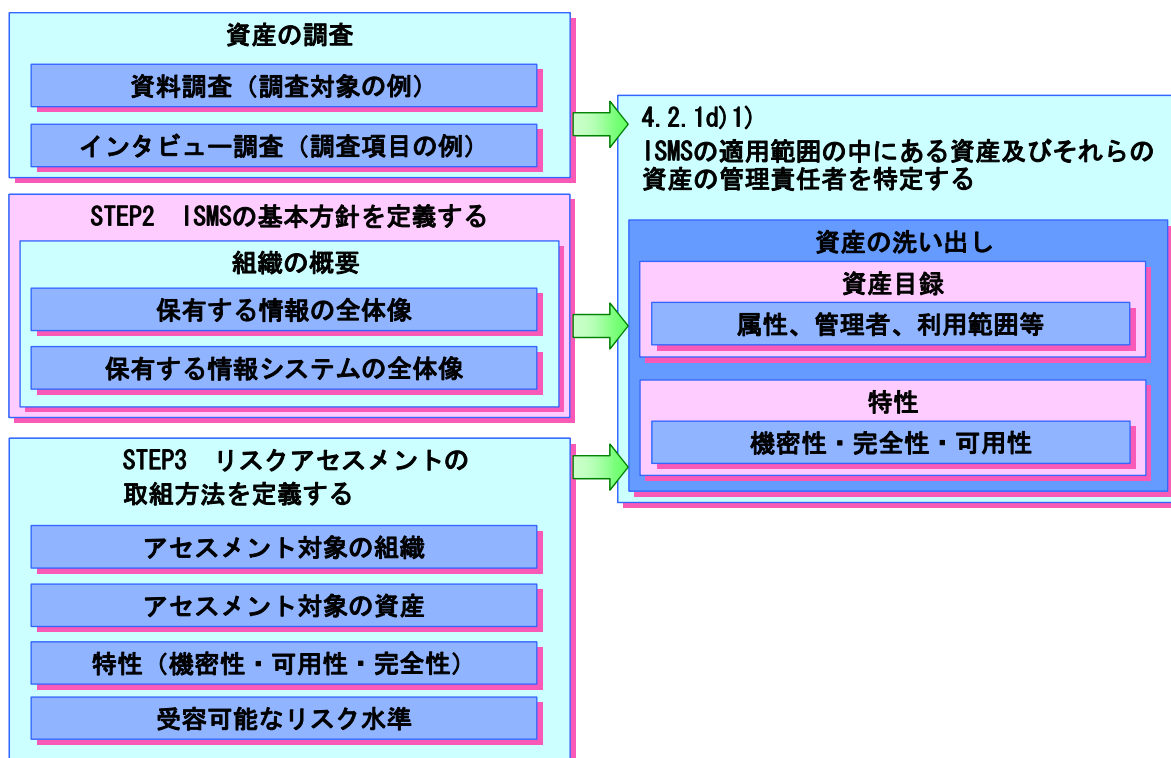 資産の調査
資料調査（調査対象の例）
インタビュー調査（調査項目の例）
STEP2　ISMSの基本方針を定義する
組織の概要
保有する情報の全体像
保有する情報システムの全体像
STEP3　リスクアセスメントの
取組方法を定義する
アセスメント対象の組織
アセスメント対象の資産
特性（機密性・可用性・完全性）
受容可能なリスク水準
4.2.1d)1)
ISMSの適用範囲の中にある資産及びそれらの
資産の管理責任者を特定する
資産の洗い出し
資産目録
属性、管理者、利用範囲等
特性
機密性・完全性・可用性